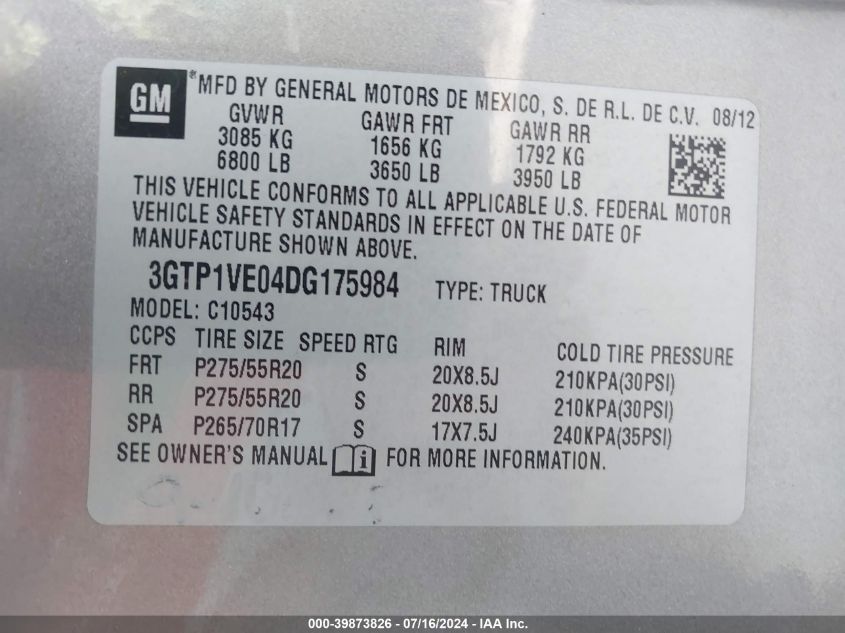 GM
®MFD BY GENERAL MOTORS DE MEXICO, S. DE R.L. DE C.V. 08/12
GVWR GAWR FRT GAWR RR
3085 KG 1656 KG 1792 KG
6800 LB 3650 LB 3950 LB
THIS VEHICLE CONFORMS TO ALL APPLICABLE U.S. FEDERAL MOTOR
VEHICLE SAFETY STANDARDS IN EFFECT ON THE DATE OF
MANUFACTURE SHOWN ABOVE.
3GTP1VE04DG175984 TYPE: TRUCK
MODEL: C10543
CCPS TIRE SIZE SPEED RTG RIM COLD TIRE PRESSURE
FRT P275/55R20 S 20X8.5J 210KPA(30PSI)
RR P275/55R20 S 20X8.5J 210KPA(30PSI)
SPA P265/70R17 S 17X7.5J 240KPA(35PSI)
SEE OWNER'S MANUAL i FOR MORE INFORMATION.
000-39873826 - 07/16/2024 - IAA Inc.